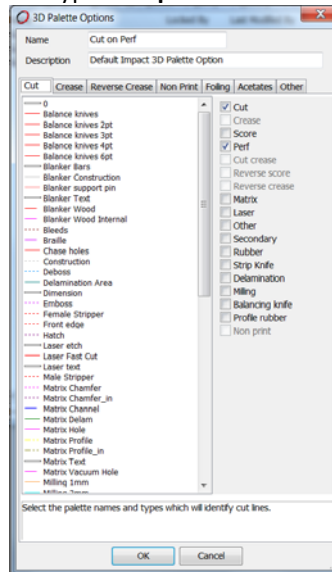 3D Palette Options
Name Cut on Perf
Description Default Impact 3D Palette Option
Cut Crease Reverse Crease Non Print Foiling Acetates Other
0
Balance knives
Balance knives 2pt
Balance knives 3pt
Balance knives 4pt
Balance knives 6pt
Blanker Bars
Blanker Construction
Blanker support pin
Blanker Text
Blanker Wood
Blanker Wood Internal
Bleeds
Braille
Chase holes
Construction
Deboss
Delamination Area
Dimension
Emboss
Female Stripper
Front edge
Hatch
Laser etch
Laser Fast Cut
Laser text
Male Stripper
Matrix Chamfer
Matrix Chamfer_in
Matrix Channel
Matrix Delam
Matrix Hole
Matrix Profile
Matrix Profile_in
Matrix Text
Matrix Vacuum Hole
Milling 1mm
Milling 2mm
Cut
Crease
Score
Perf
Cut crease
Reverse score
Reverse crease
Matrix
Laser
Other
Secondary
Rubber
Strip Knife
Delamination
Milling
Balancing knife
Profile rubber
Non print
Select the palette names and types which will identify cut lines.
OK Cancel